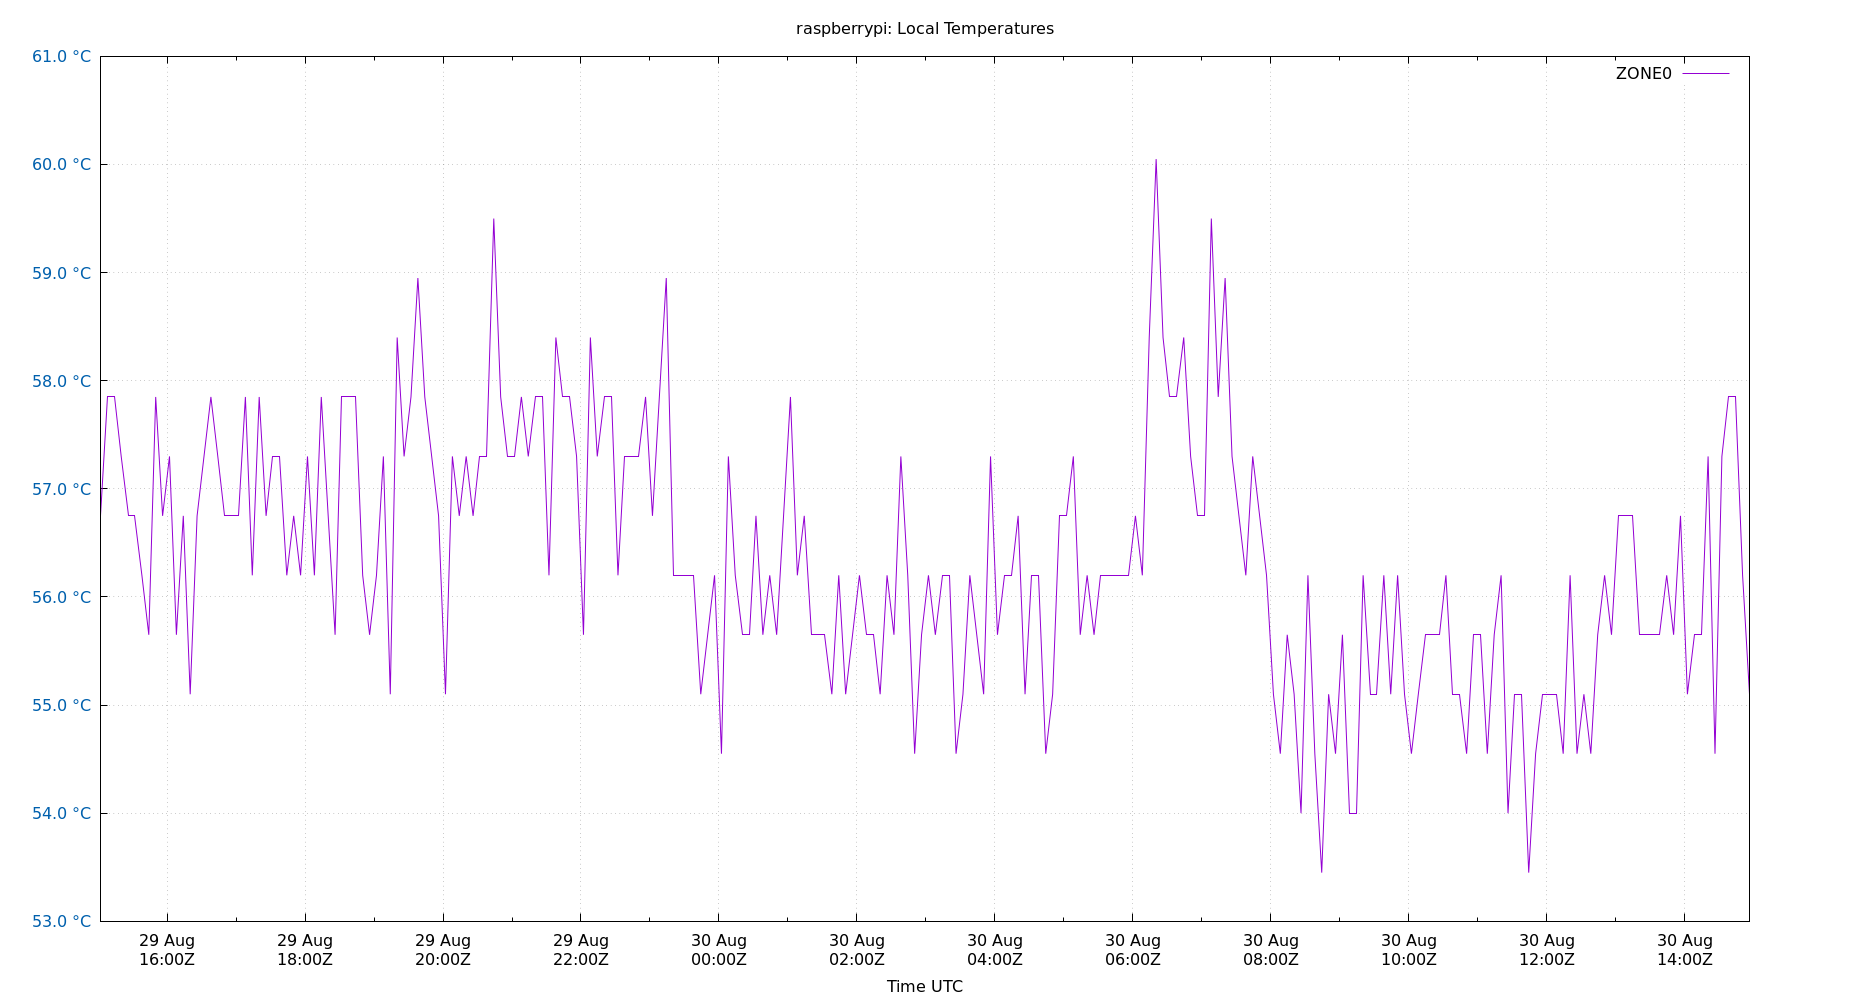 raspberrypi: Local Temperatures
61.0 °C
ZONE0
60.0 °C
59.0 °C
58.0 °C
57.0 °C
56.0 °C
55.0 °C
54.0 °C
53.0 °C
29 Aug 29 Aug 29 Aug 29 Aug 30 Aug 30 Aug 30 Aug 30 Aug 30 Aug 30 Aug 30 Aug 30 Aug
16:00Z 18:00Z 20:00Z 22:00Z 00:00Z 02:00Z 04:00Z 06:00Z 08:00Z 10:00Z 12:00Z 14:00Z
Time UTC